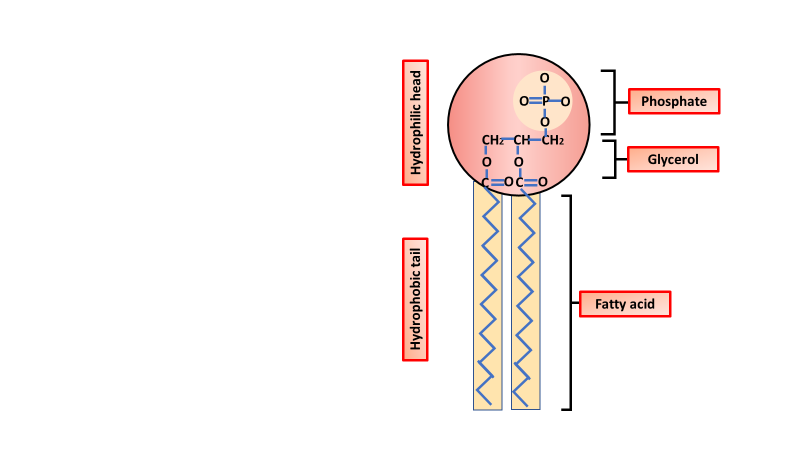 Hydrophilic head
O
O P O
O
CH2 CH CH2
O O
C O C O
Phosphate
Glycerol
Hydrophobic tail
Fatty acid